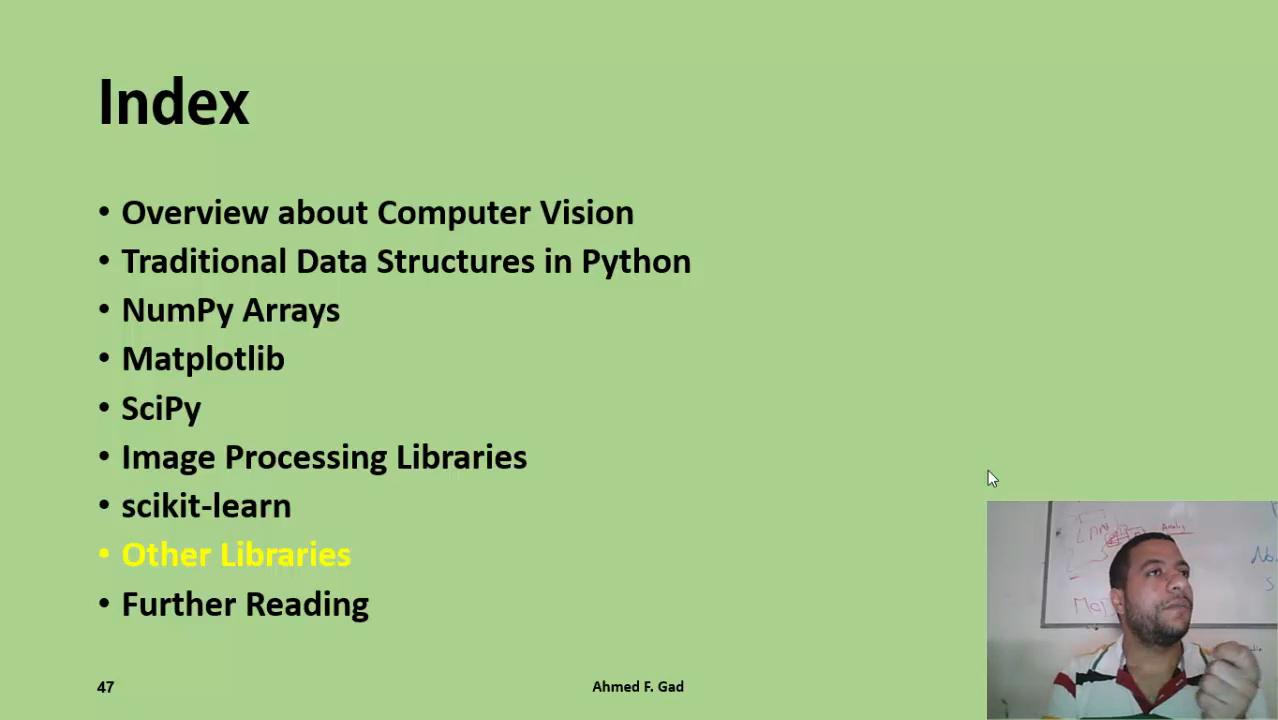 Index
• Overview about Computer Vision
• Traditional Data Structures in Python
• NumPy Arrays
• Matplotlib
• SciPy
• Image Processing Libraries
• scikit-learn
• Other Libraries
• Further Reading
47
Ahmed F. Gad